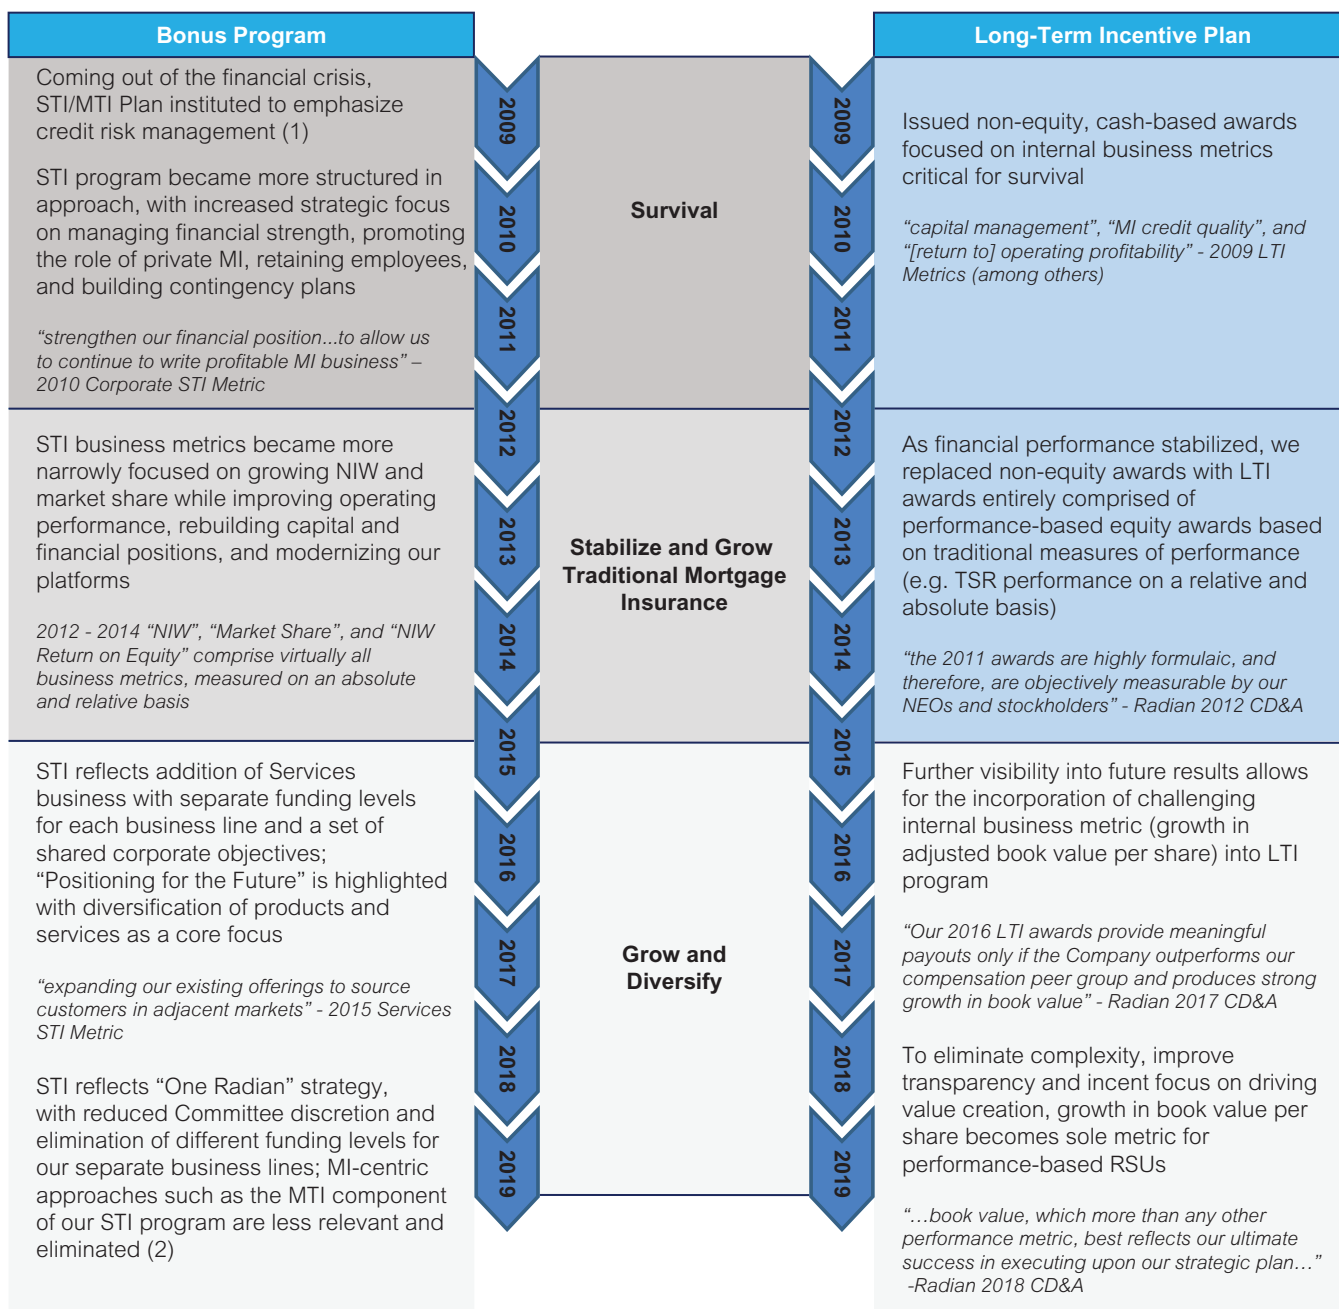 Bonus Program
Coming out of the financial crisis,
STI/MTI Plan instituted to emphasize
credit risk management (1)
STI program became more structured in
approach, with increased strategic focus
on managing financial strength, promoting
the role of private MI, retaining employees,
and building contingency plans
“strengthen our financial position...to allow us
to continue to write profitable MI business” –
2010 Corporate STI Metric
STI business metrics became more
narrowly focused on growing NIW and
market share while improving operating
performance, rebuilding capital and
financial positions, and modernizing our
platforms
2012 - 2014 “NIW”, “Market Share”, and “NIW
Return on Equity” comprise virtually all
business metrics, measured on an absolute
and relative basis
STI reflects addition of Services
business with separate funding levels
for each business line and a set of
shared corporate objectives;
“Positioning for the Future” is highlighted
with diversification of products and
services as a core focus
“expanding our existing offerings to source
customers in adjacent markets” - 2015 Services
STI Metric
STI reflects “One Radian” strategy,
with reduced Committee discretion and
elimination of different funding levels for
our separate business lines; MI-centric
approaches such as the MTI component
of our STI program are less relevant and
eliminated (2)
2009
2010
2011
2012
2013
2014
2015
2016
2017
2018
2019
Survival
Stabilize and Grow
Traditional Mortgage
Insurance
Grow and
Diversify
2009
2010
2011
2012
2013
2014
2015
2016
2017
2018
2019
Long-Term Incentive Plan
Issued non-equity, cash-based awards
focused on internal business metrics
critical for survival
“capital management”, “MI credit quality”, and
“[return to] operating profitability” - 2009 LTI
Metrics (among others)
As financial performance stabilized, we
replaced non-equity awards with LTI
awards entirely comprised of
performance-based equity awards based
on traditional measures of performance
(e.g. TSR performance on a relative and
absolute basis)
“the 2011 awards are highly formulaic, and
therefore, are objectively measurable by our
NEOs and stockholders” - Radian 2012 CD&A
Further visibility into future results allows
for the incorporation of challenging
internal business metric (growth in
adjusted book value per share) into LTI
program
“Our 2016 LTI awards provide meaningful
payouts only if the Company outperforms our
compensation peer group and produces strong
growth in book value” - Radian 2017 CD&A
To eliminate complexity, improve
transparency and incent focus on driving
value creation, growth in book value per
share becomes sole metric for
performance-based RSUs
“…book value, which more than any other
performance metric, best reflects our ultimate
success in executing upon our strategic plan…”
-Radian 2018 CD&A